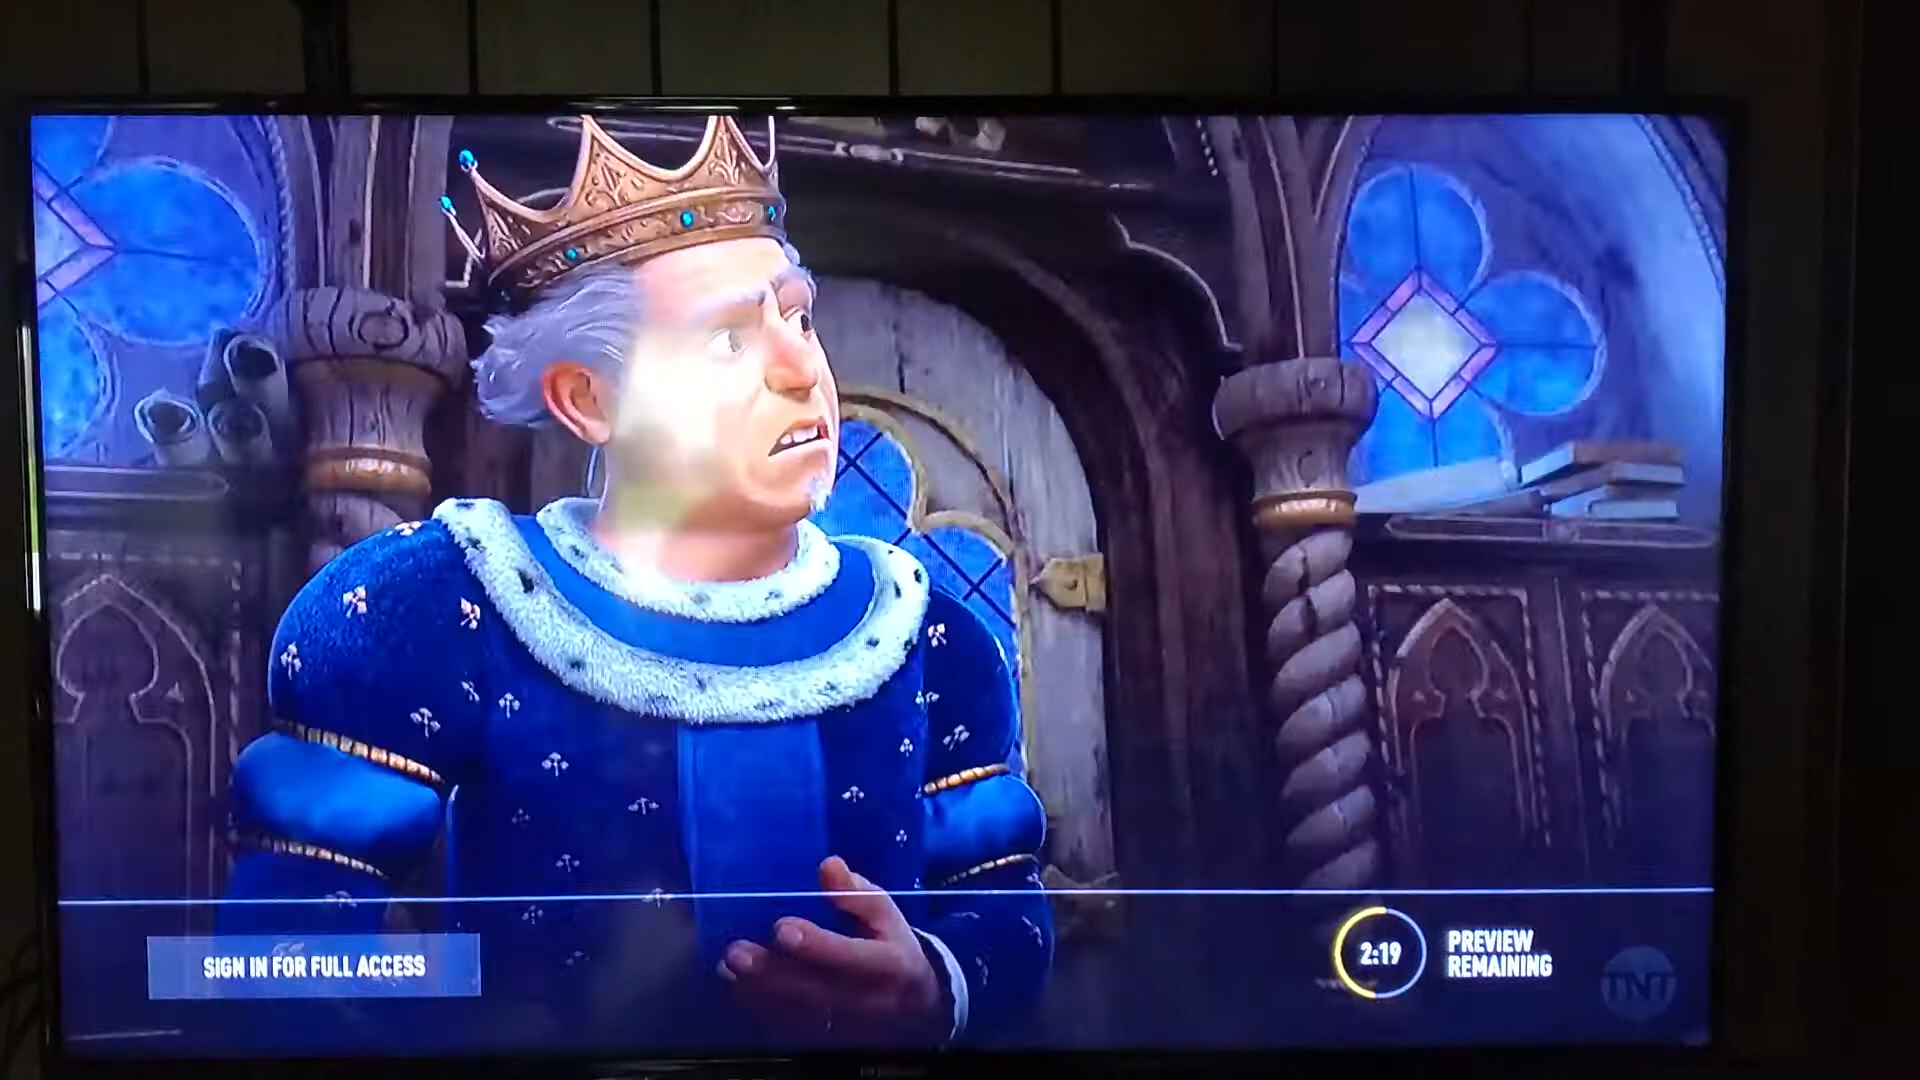 SIGN IN FOR FULL ACCESS
2:19
PREVIEW
REMAINING
TNT